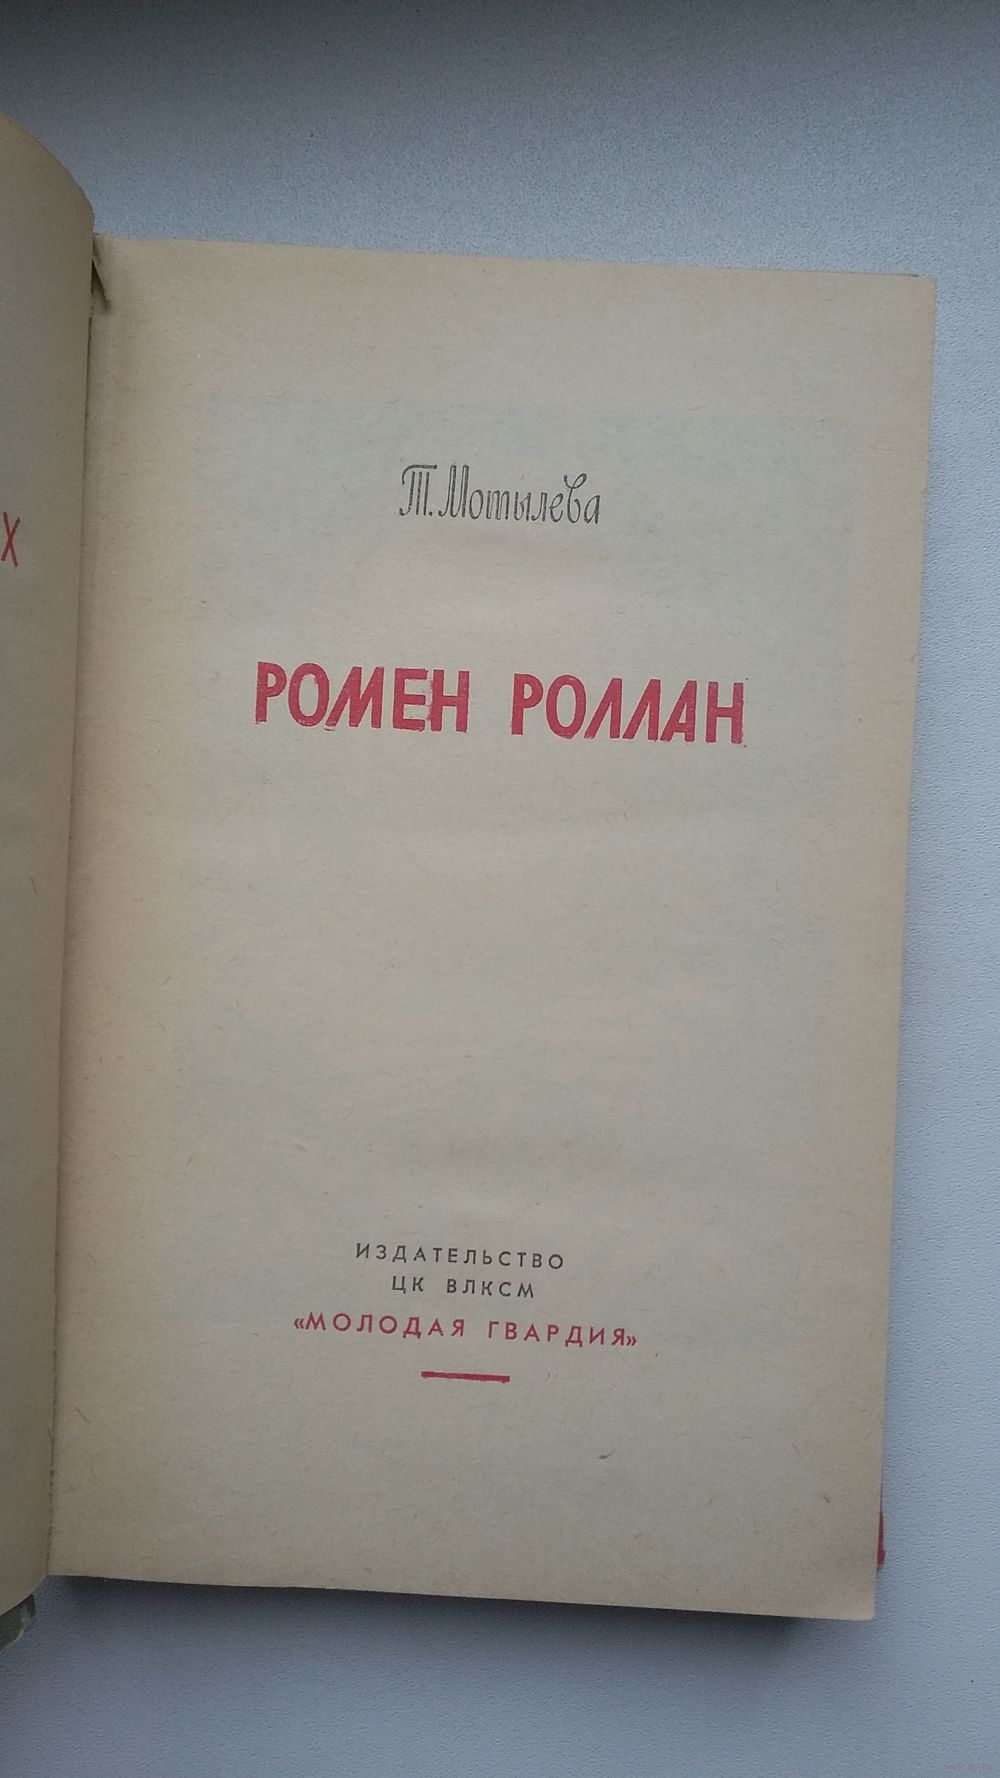 Х
Т. Мотылева
РОМЕН РОЛЛАН
ИЗДАТЕЛЬСТВО
ЦК ВЛКСМ
«МОЛОДАЯ ГВАРДИЯ»